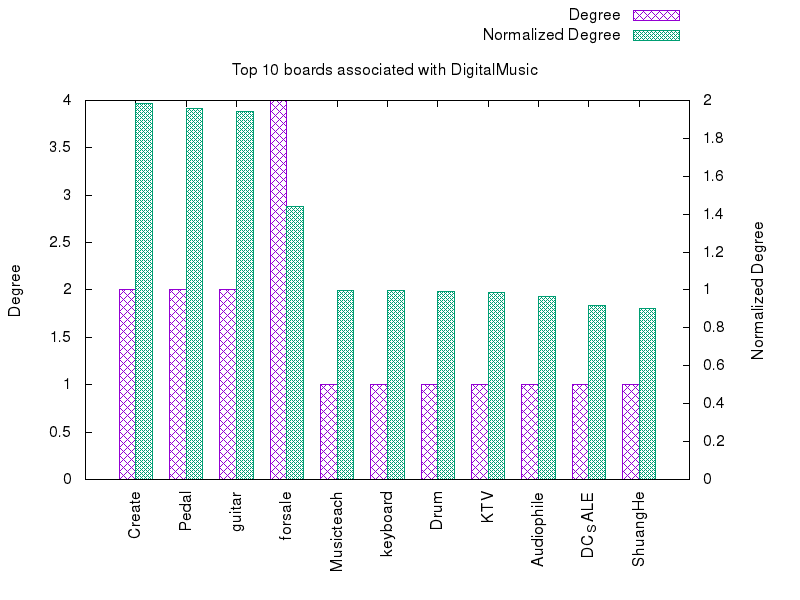 Degree
Normalized Degree
Top 10 boards associated with DigitalMusic
4
3.5
3
2.5
2
1.5
1
0.5
0
2
1.8
1.6
1.4
1.2
1
0.8
0.6
0.4
0.2
0
Degree
Normalized Degree
Create
Pedal
guitar
forsale
Musicteach
keyboard
Drum
KTV
Audiophile
DCSALE
ShuangHe